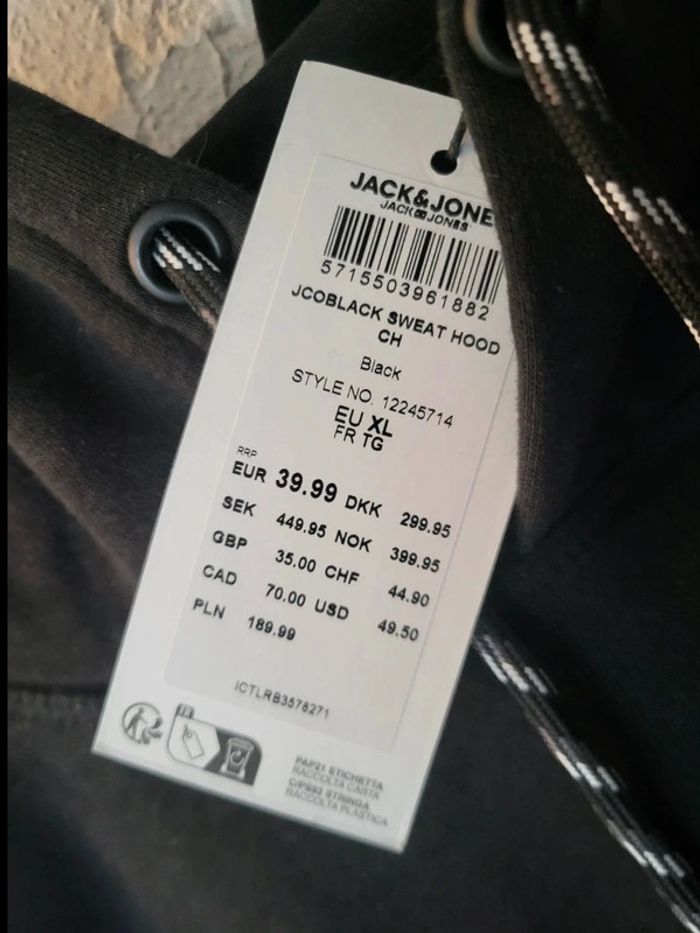 JACK&JONE
JACK & JONES
5715503961882
JCOBLACK SWEAT HOOD
CH
Black
STYLE NO. 12245714
EU XL
FR TG
RRP
EUR 39.99 DKK 299.95
SEK 449.95 NOK 399.95
GBP 35.00 CHF 44.90
CAD 70.00 USD 49.50
PLN 189.99
ICTLRB3578271
FR
PAP21 ETICHETTA
RACCOLTA CARTA
STRINGA
RACCOLTA PLASTICA